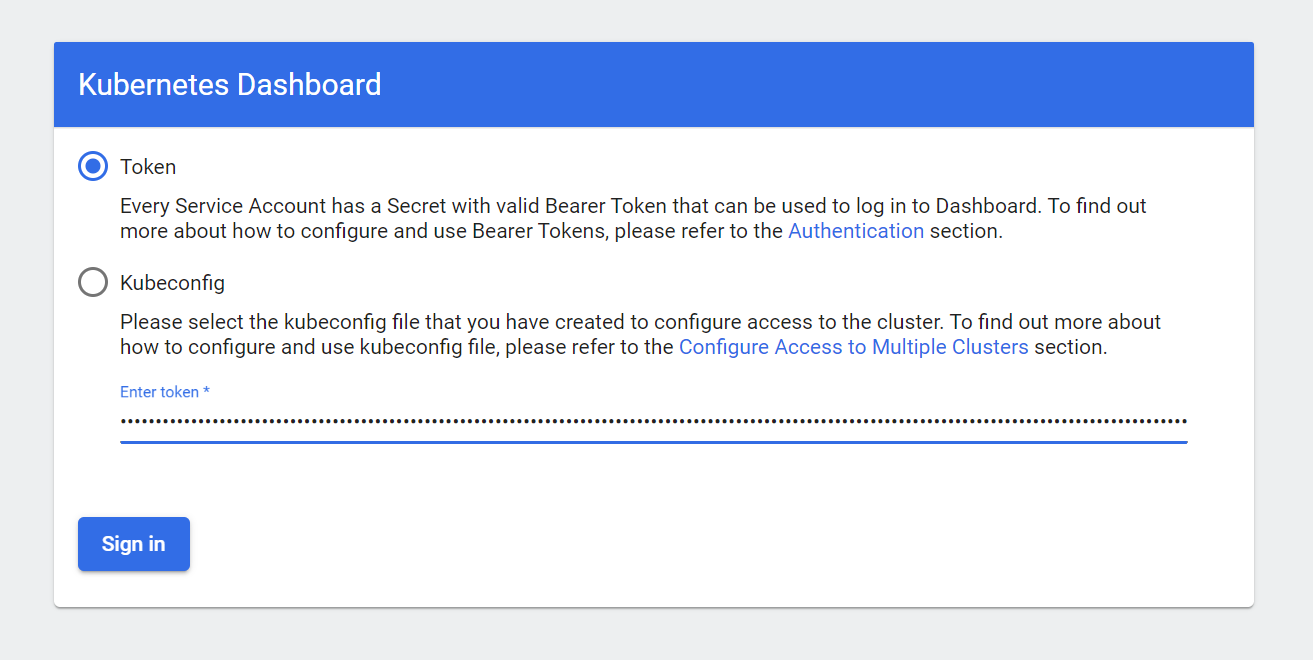 Kubernetes Dashboard
Token
Every Service Account has a Secret with valid Bearer Token that can be used to log in to Dashboard. To find out
more about how to configure and use Bearer Tokens, please refer to the Authentication section.
Kubeconfig
Please select the kubeconfig file that you have created to configure access to the cluster. To find out more about
how to configure and use kubeconfig file, please refer to the Configure Access to Multiple Clusters section.
Enter token *
Sign in